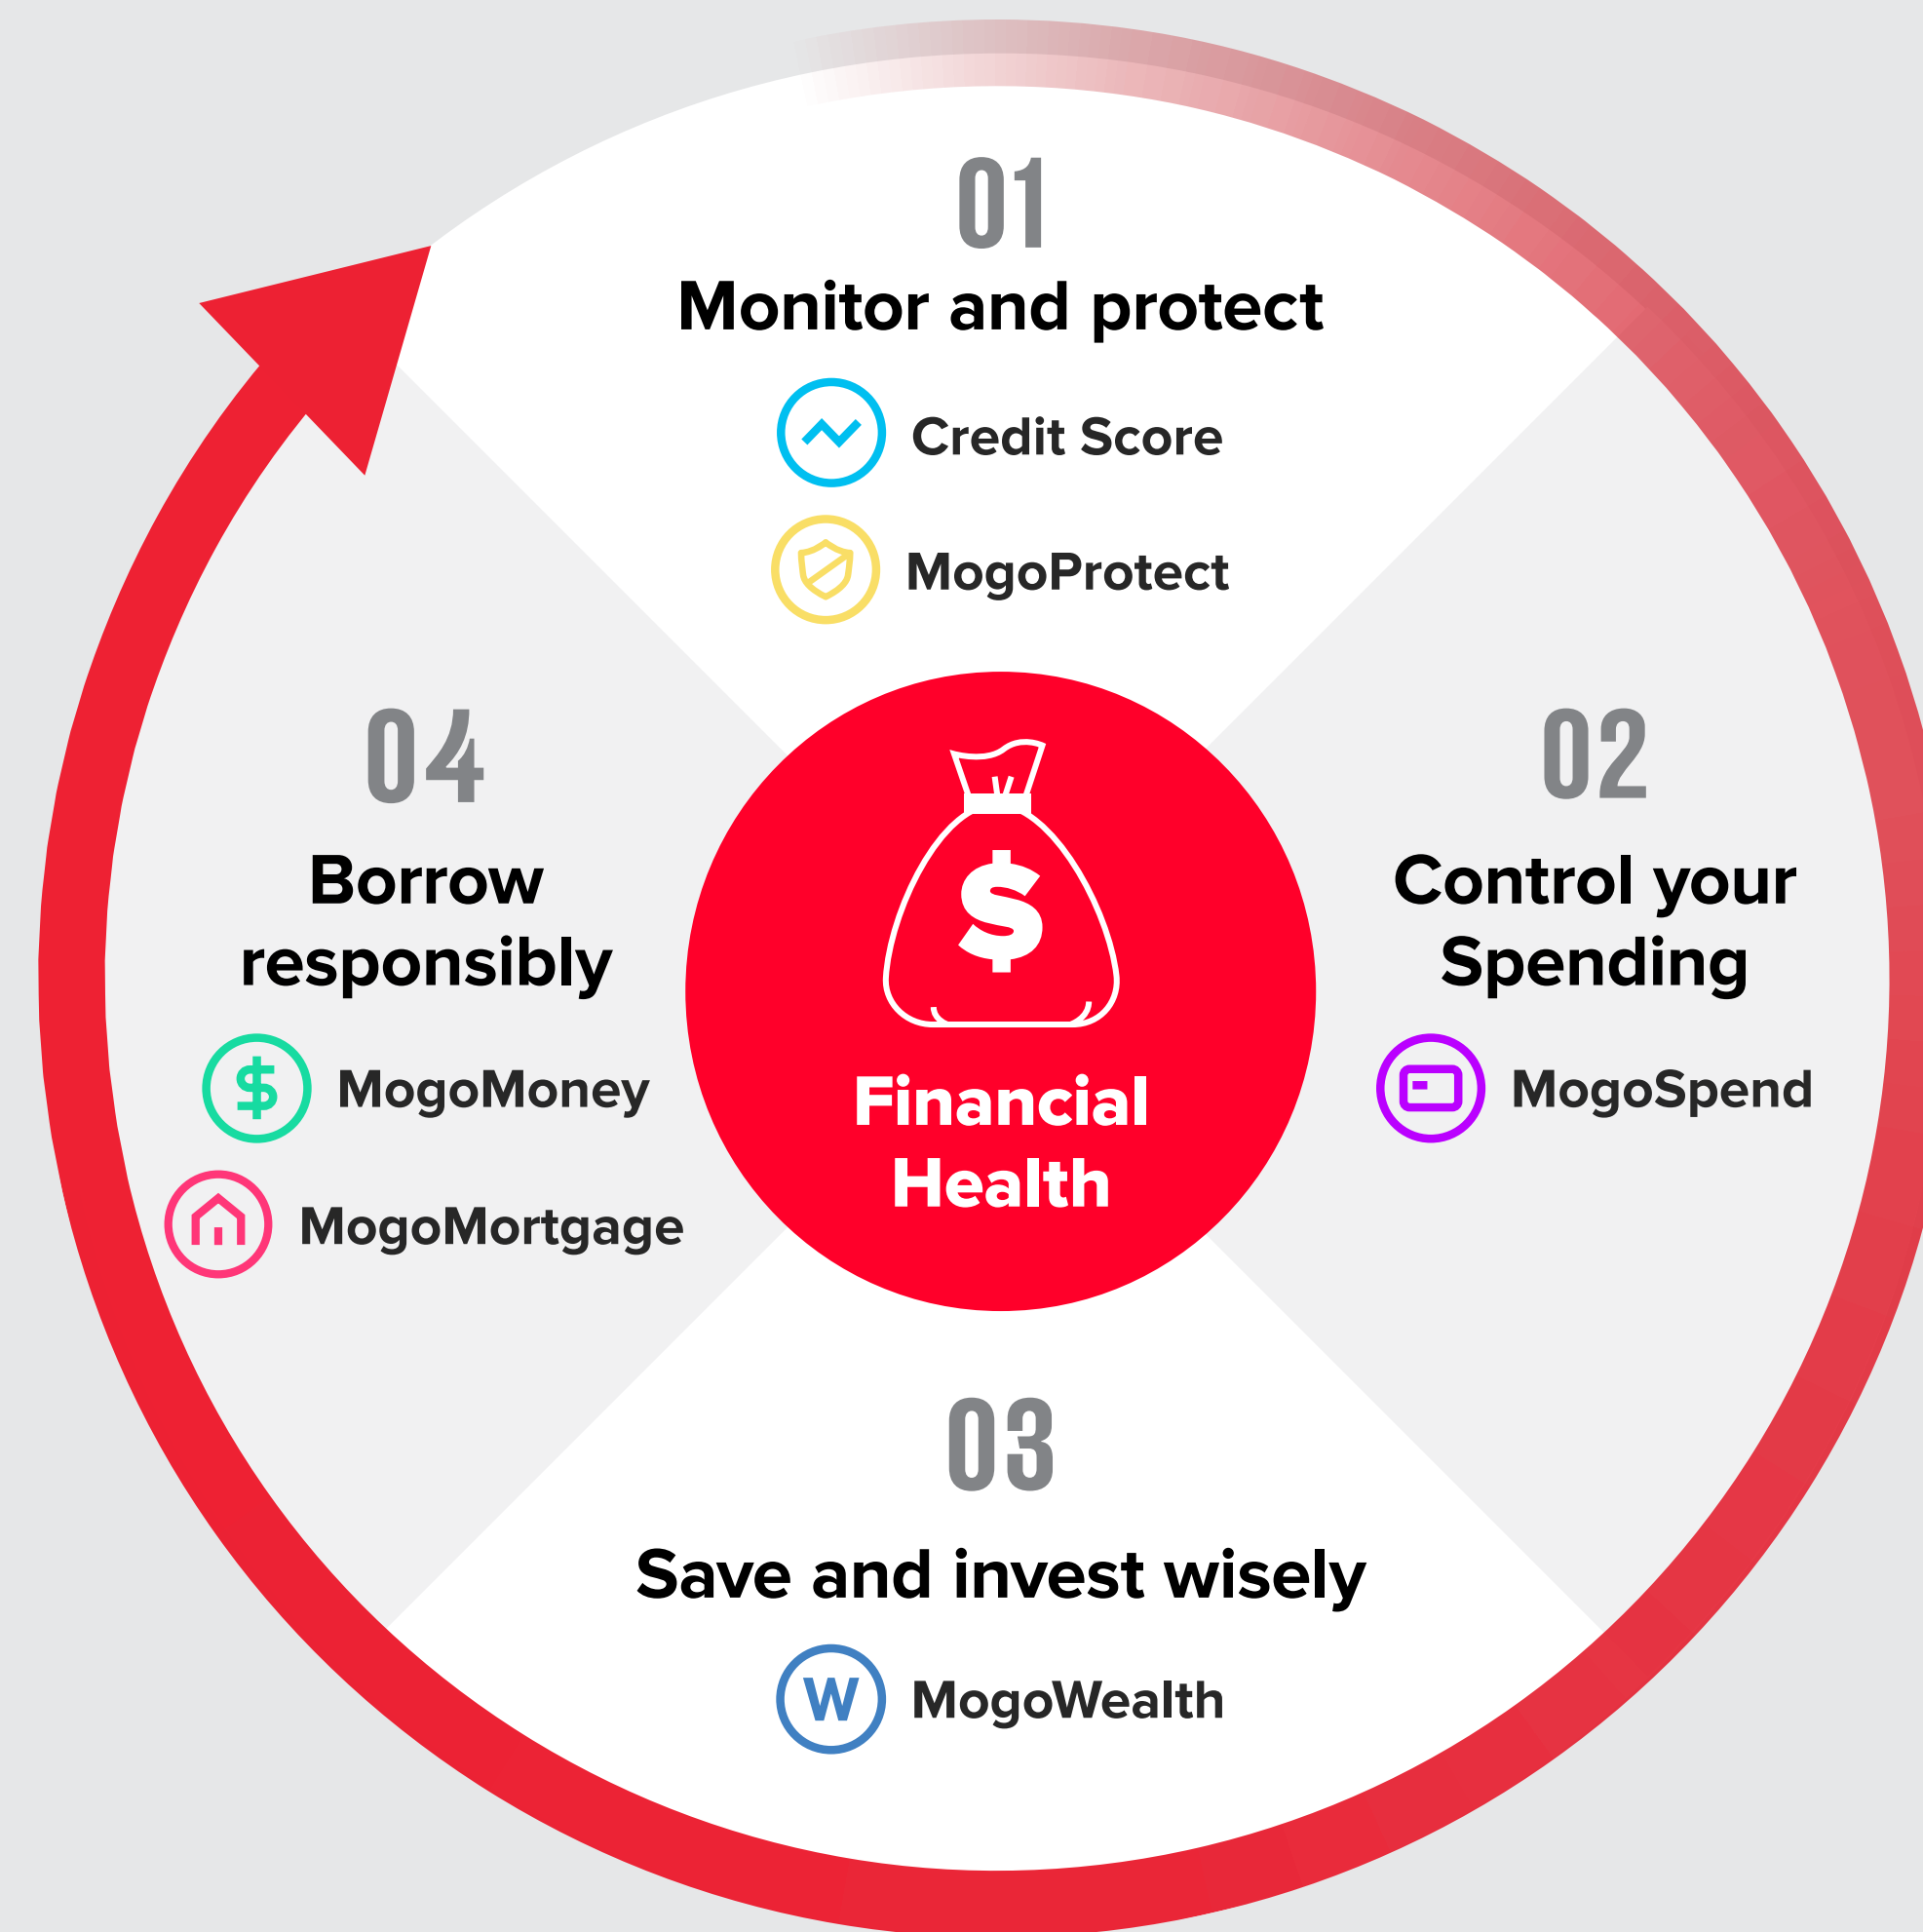 01
Monitor and protect
Credit Score
MogoProtect
02
Control your
Spending
MogoSpend
03
Save and invest wisely
W MogoWealth
04
Borrow
responsibly
$ MogoMoney
MogoMortgage
$
Financial
Health